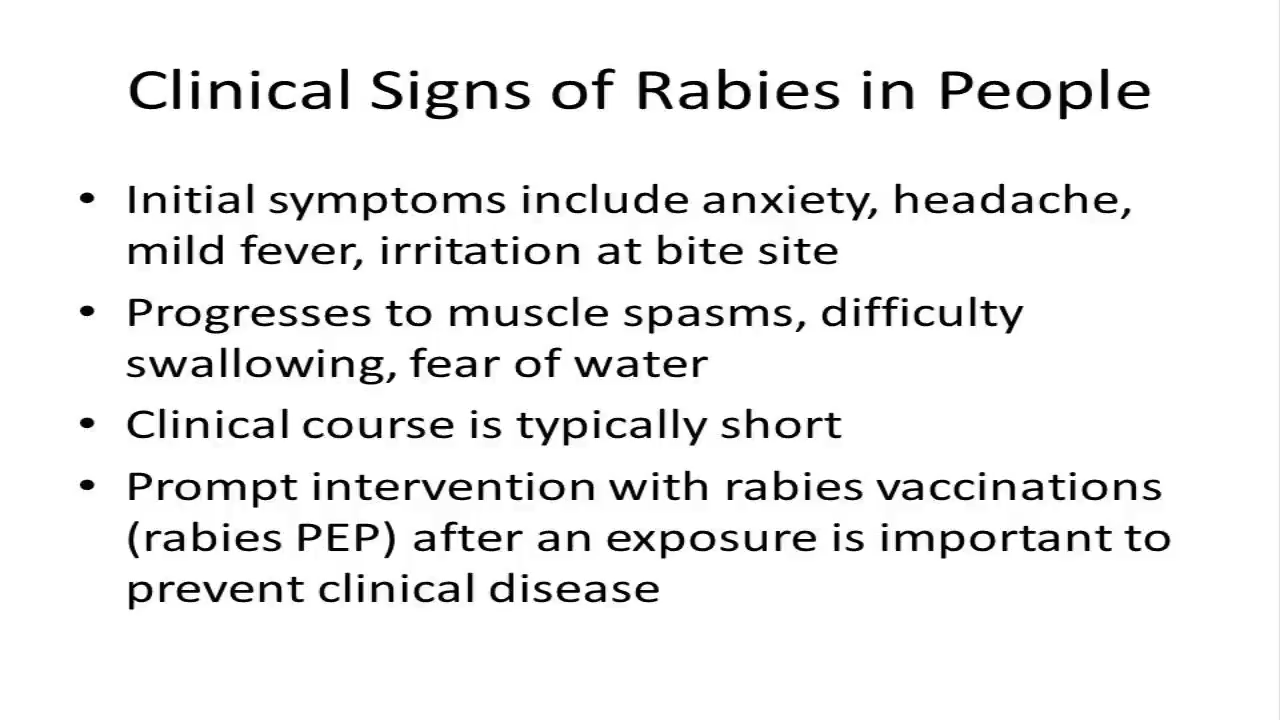 Clinical Signs of Rabies in People
• Initial symptoms include anxiety, headache,
mild fever, irritation at bite site
• Progresses to muscle spasms, difficulty
swallowing, fear of water
• Clinical course is typically short
• Prompt intervention with rabies vaccinations
(rabies PEP) after an exposure is important to
prevent clinical disease